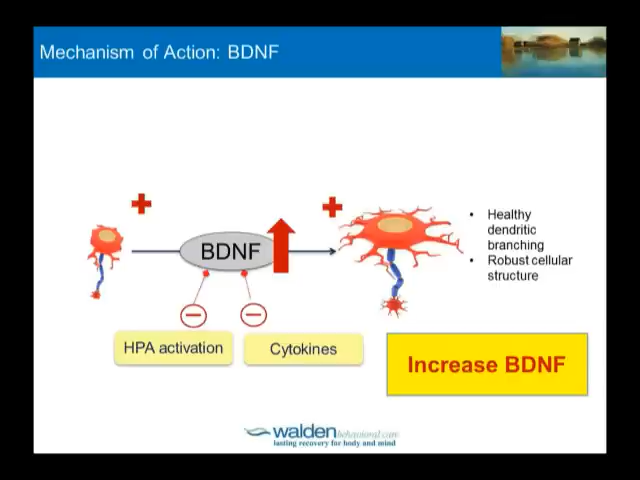 Mechanism of Action: BDNF
BDNF
• Healthy
dendritic
branching
• Robust cellular
structure
HPA activation
Cytokines
Increase BDNF
walden behavioral care
lasting recovery for body and mind